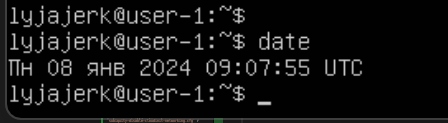 lyjajerk@user-1:~$
lyjajerk@user-1:~$ date
Пн 08 янв 2024 09:07:55 UTC
lyjajerk@user-1:~$ _